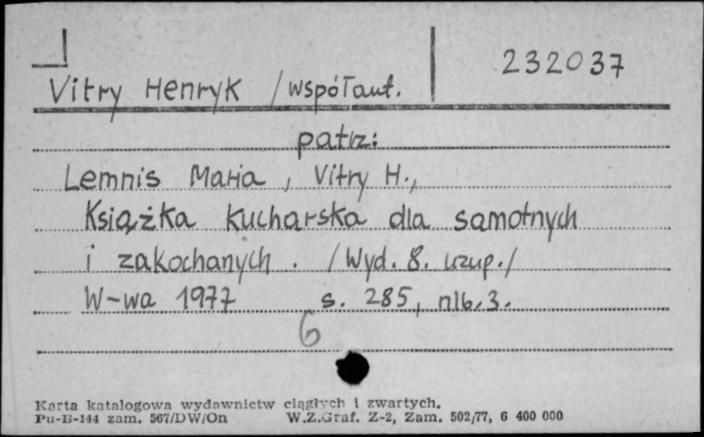 232037
Vitry Henryk /współaut.
patrz:
Lemnis Maria, Vitry H.,
Książka kucharska dla samotnych
i zakochanych. /Wyd. 8. uzup./
W-wa 1977 s. 285, nlb. 3.
6
Karta katalogowa wydawnictw ciągłych i zwartych.
Pu-B-144 zam. 567/DW/On W.Z.Graf. Z-2, Zam. 502/77, 6 400 000